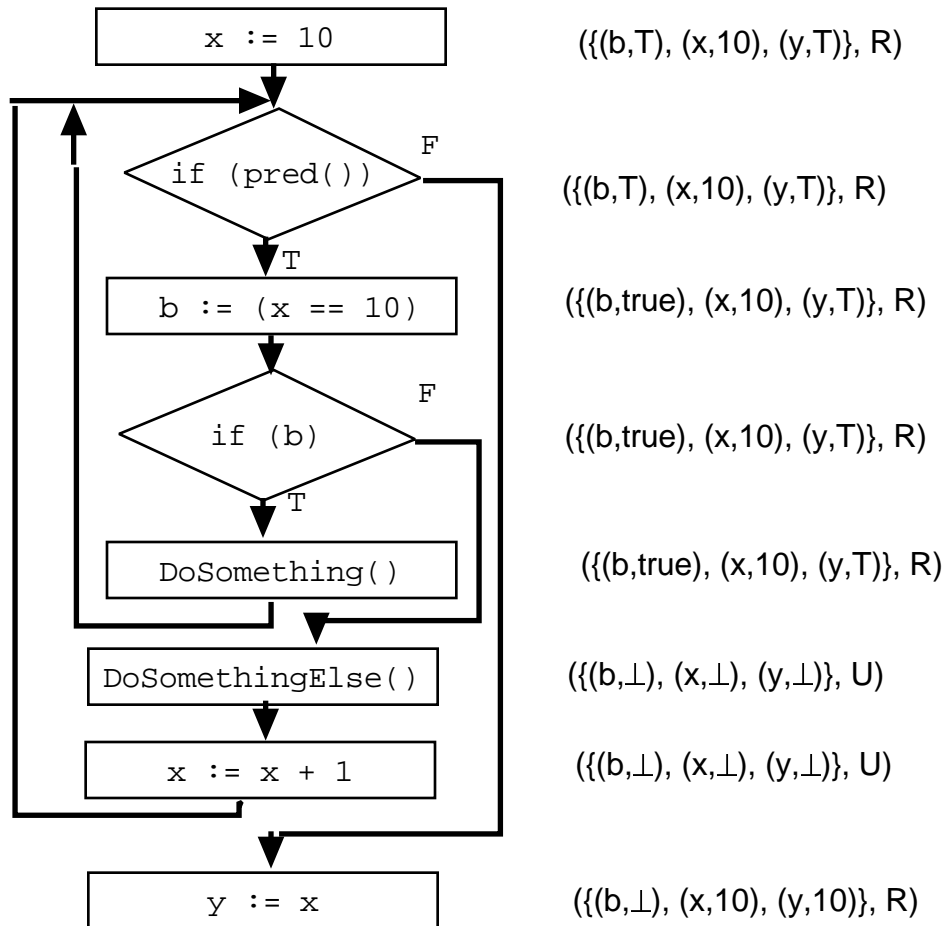 x := 10 ({(b,T), (x,10), (y,T)}, R)
F
if (pred()) ({(b,T), (x,10), (y,T)}, R)
T
b := (x == 10) ({(b,true), (x,10), (y,T)}, R)
F
if (b) ({(b,true), (x,10), (y,T)}, R)
T
DoSomething() ({(b,true), (x,10), (y,T)}, R)
DoSomethingElse() ({(b,⊥), (x,⊥), (y,⊥)}, U)
x := x + 1 ({(b,⊥), (x,⊥), (y,⊥)}, U)
y := x ({(b,⊥), (x,10), (y,10)}, R)